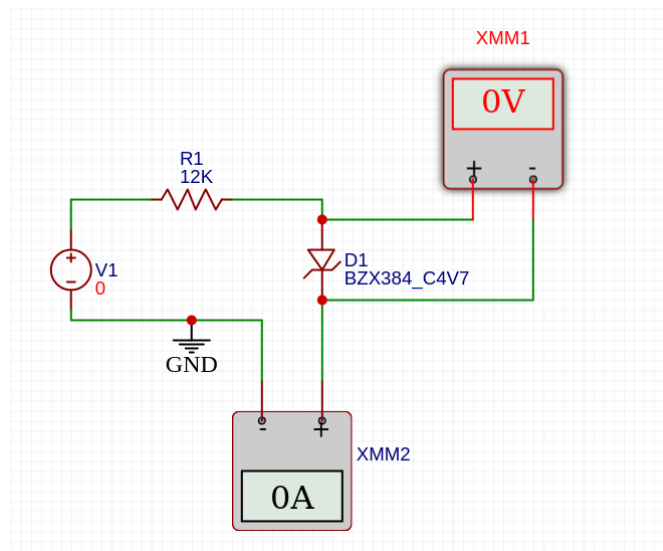 XMM1
0V
+ -
R1
12K
+
-
V1
0
D1
BZX384_C4V7
GND
- +
XMM2
0A